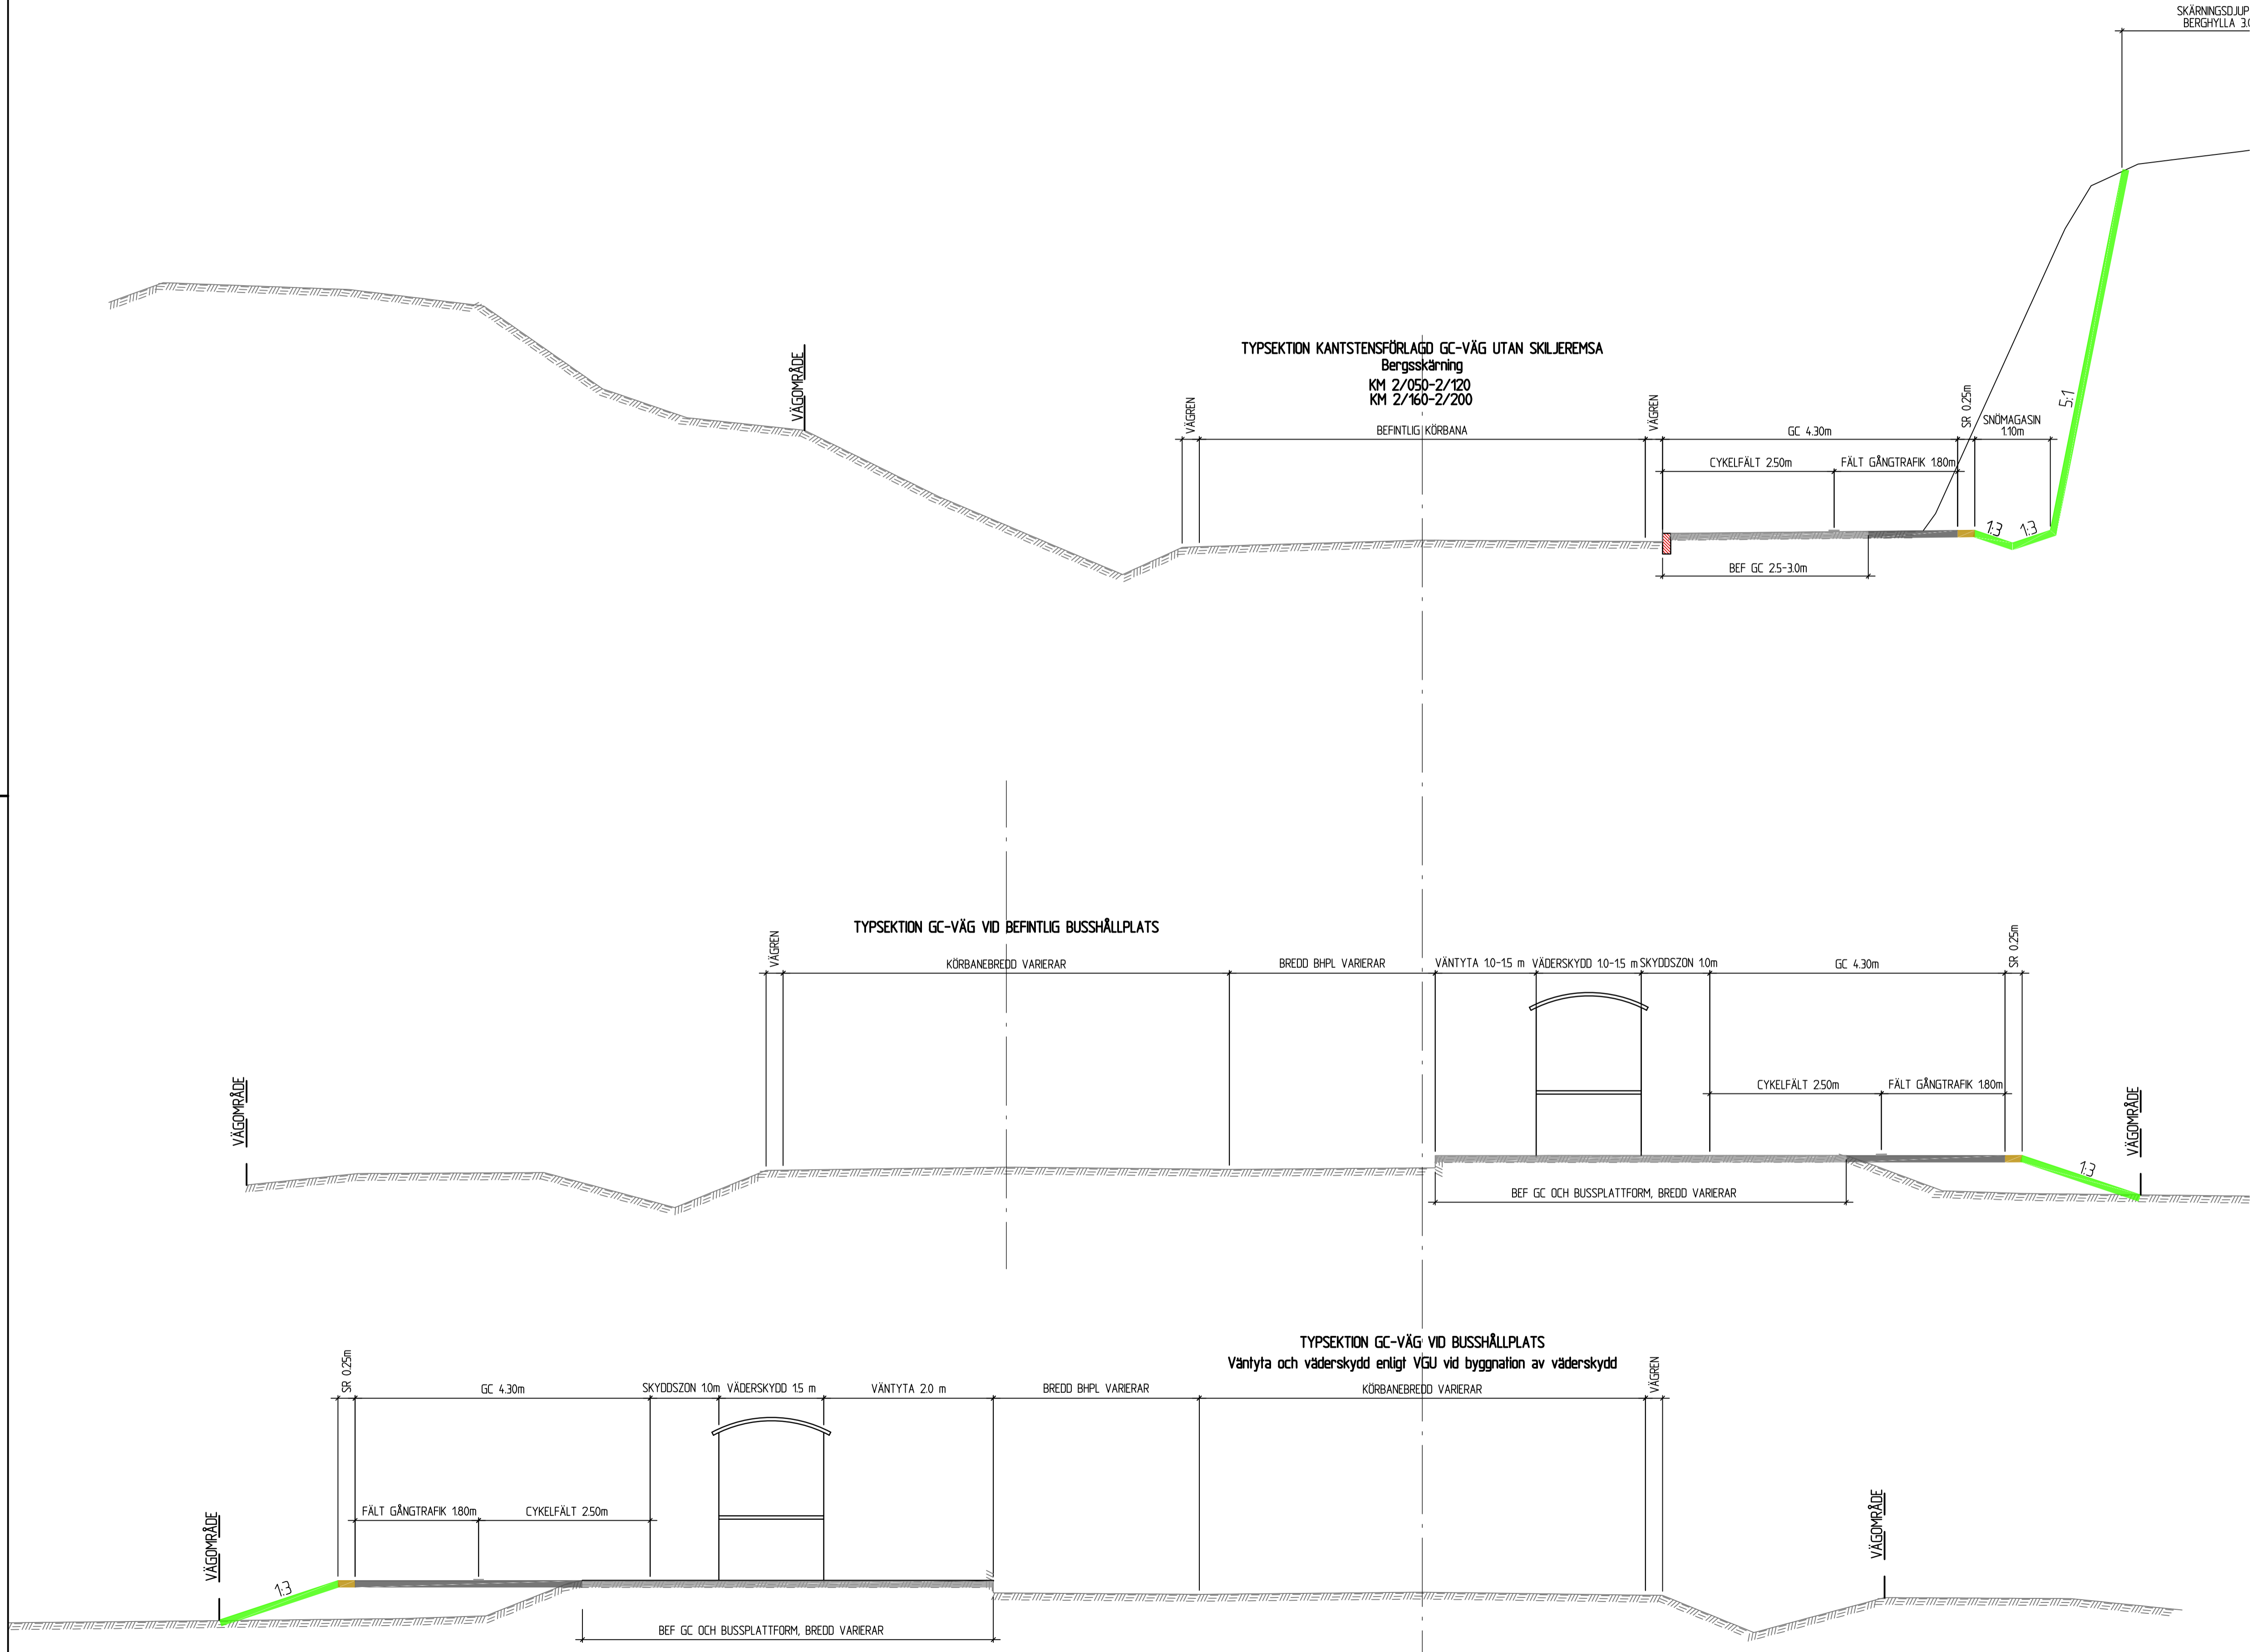 SKÄRNINGSDJUP
BERGHYLLA 3.0
TYPSEKTION KANTSTENSFÖRLAGD GC-VÄG UTAN SKILJEREMSA
Bergsskärning
KM 2/050-2/120
KM 2/160-2/200
VÄGOMRÅDE
VÄGREN
BEFINTLIG KÖRBANA
VÄGREN
GC 4.30m
SR 0.25m
SNÖMAGASIN
1.10m
5:1
CYKELFÄLT 2.50m
FÄLT GÅNGTRAFIK 1.80m
1:3
1:3
BEF GC 2.5-3.0m
TYPSEKTION GC-VÄG VID BEFINTLIG BUSSHÅLLPLATS
VÄGREN
KÖRBANEBREDD VARIERAR
BREDD BHPL VARIERAR
VÄNTYTA 1.0-1.5 m
VÄDERSKYDD 1.0-1.5 m
SKYDDSZON 1.0m
GC 4.30m
SR 0.25m
VÄGOMRÅDE
CYKELFÄLT 2.50m
FÄLT GÅNGTRAFIK 1.80m
VÄGOMRÅDE
1:3
BEF GC OCH BUSSPLATTFORM, BREDD VARIERAR
TYPSEKTION GC-VÄG VID BUSSHÅLLPLATS
Väntyta och väderskydd enligt VGU vid byggnation av väderskydd
SR 0.25m
GC 4.30m
SKYDDSZON 1.0m
VÄDERSKYDD 1.5 m
VÄNTYTA 2.0 m
BREDD BHPL VARIERAR
KÖRBANEBREDD VARIERAR
VÄGREN
VÄGOMRÅDE
FÄLT GÅNGTRAFIK 1.80m
CYKELFÄLT 2.50m
VÄGOMRÅDE
1:3
BEF GC OCH BUSSPLATTFORM, BREDD VARIERAR